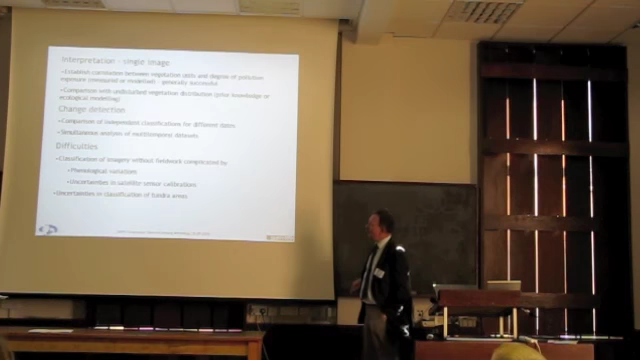 Interpretation - single image
•Establish correlation between vegetation units and degree of pollution
exposure (measured or modelled) - generally successful
•Comparison with undisturbed vegetation distribution (prior knowledge or
ecological modelling)
Change detection
•Comparison of independent classifications for different dates
•Simultaneous analysis of multitemporal datasets
Difficulties
•Classification of imagery without fieldwork complicated by:
•Phenological variations
•Uncertainties in satellite sensor calibrations
•Uncertainties in classification of tundra areas